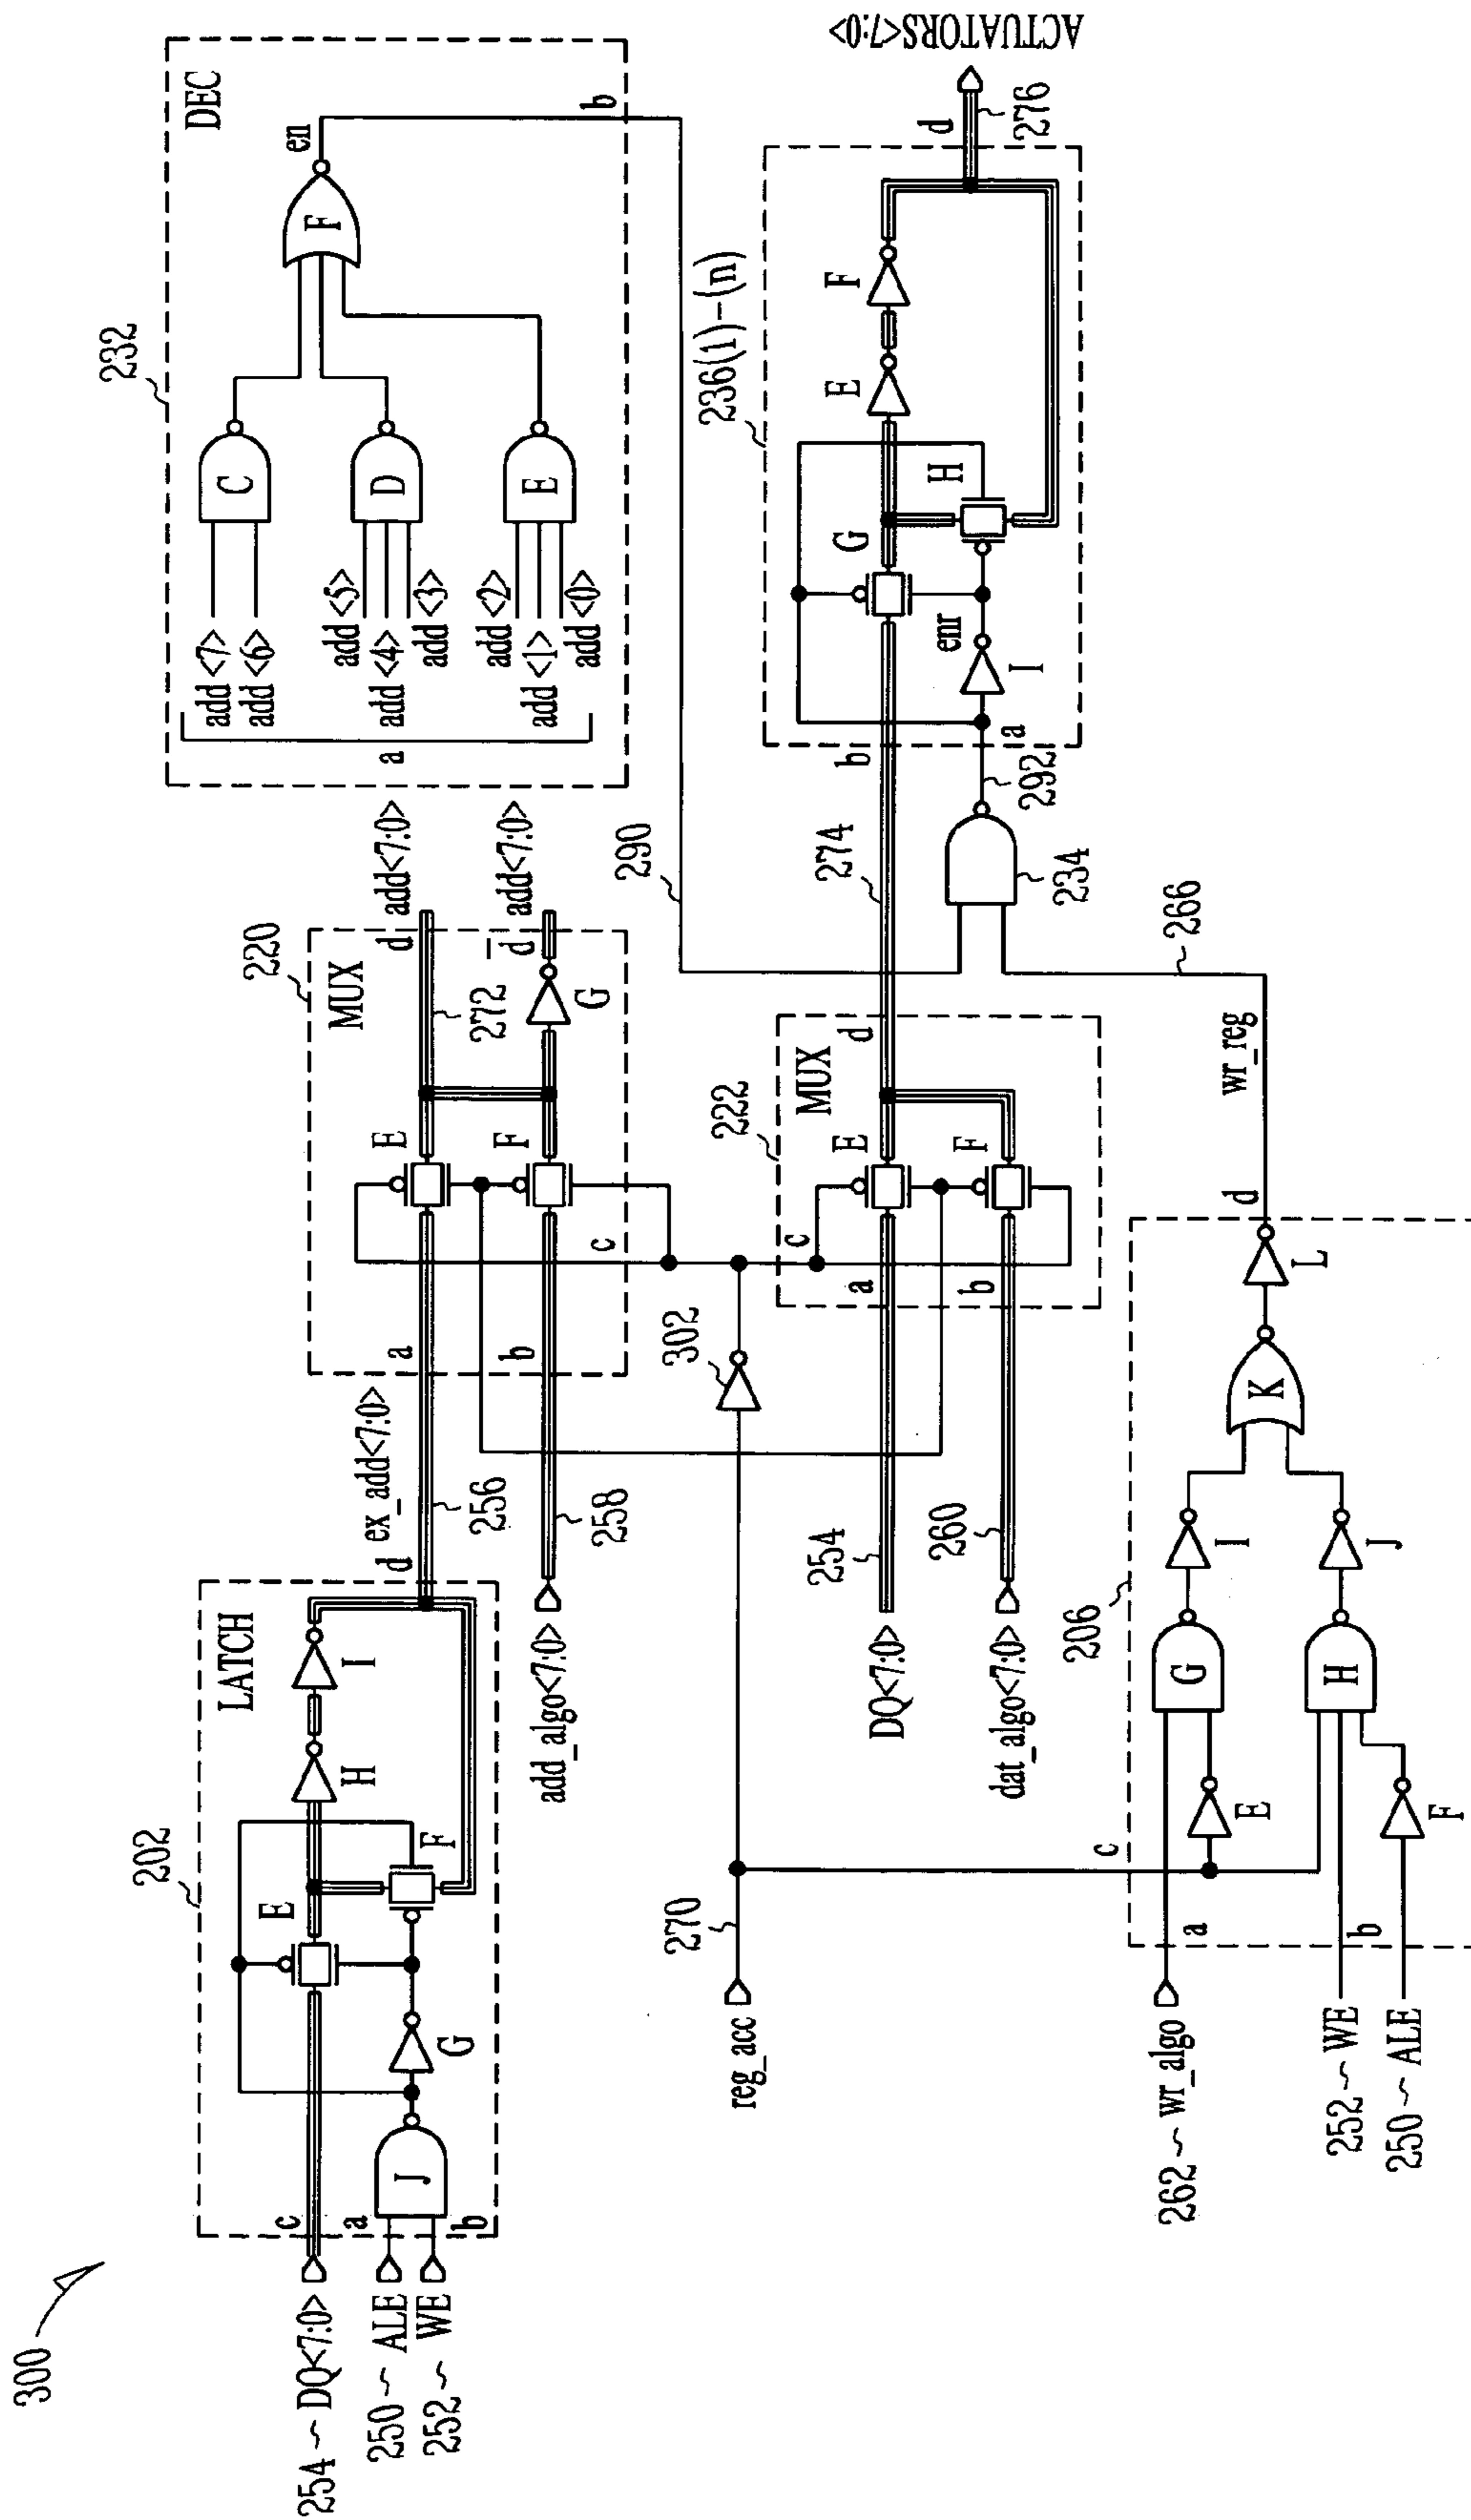 300
254 ~ DQ<7:0>
250 ~ ALE
252 ~ WE
c
a
b
202
LATCH
E
F
G
H
I
J
d
ex_add<7:0>
256
add_algo<7:0>
258
220
MUX
a
b
c
E
F
G
d
d
272
add<7:0>
add<7:0>
232
DEC
add<7>
add<6>
add<5>
add<4>
add<3>
add<2>
add<1>
add<0>
a
C
D
E
F
en
b
290
reg_acc
270
302
DQ<7:0>
254
dat_algo<7:0>
260
222
MUX
a
b
c
E
F
d
274
234
292
266
wr_reg
236(1)-(n)
b
a
enr
G
H
I
E
F
d
276
ACTUATORS<7:0>
262 ~ wr_algo
252 ~ WE
250 ~ ALE
206
a
b
c
E
F
G
H
I
J
K
L
d